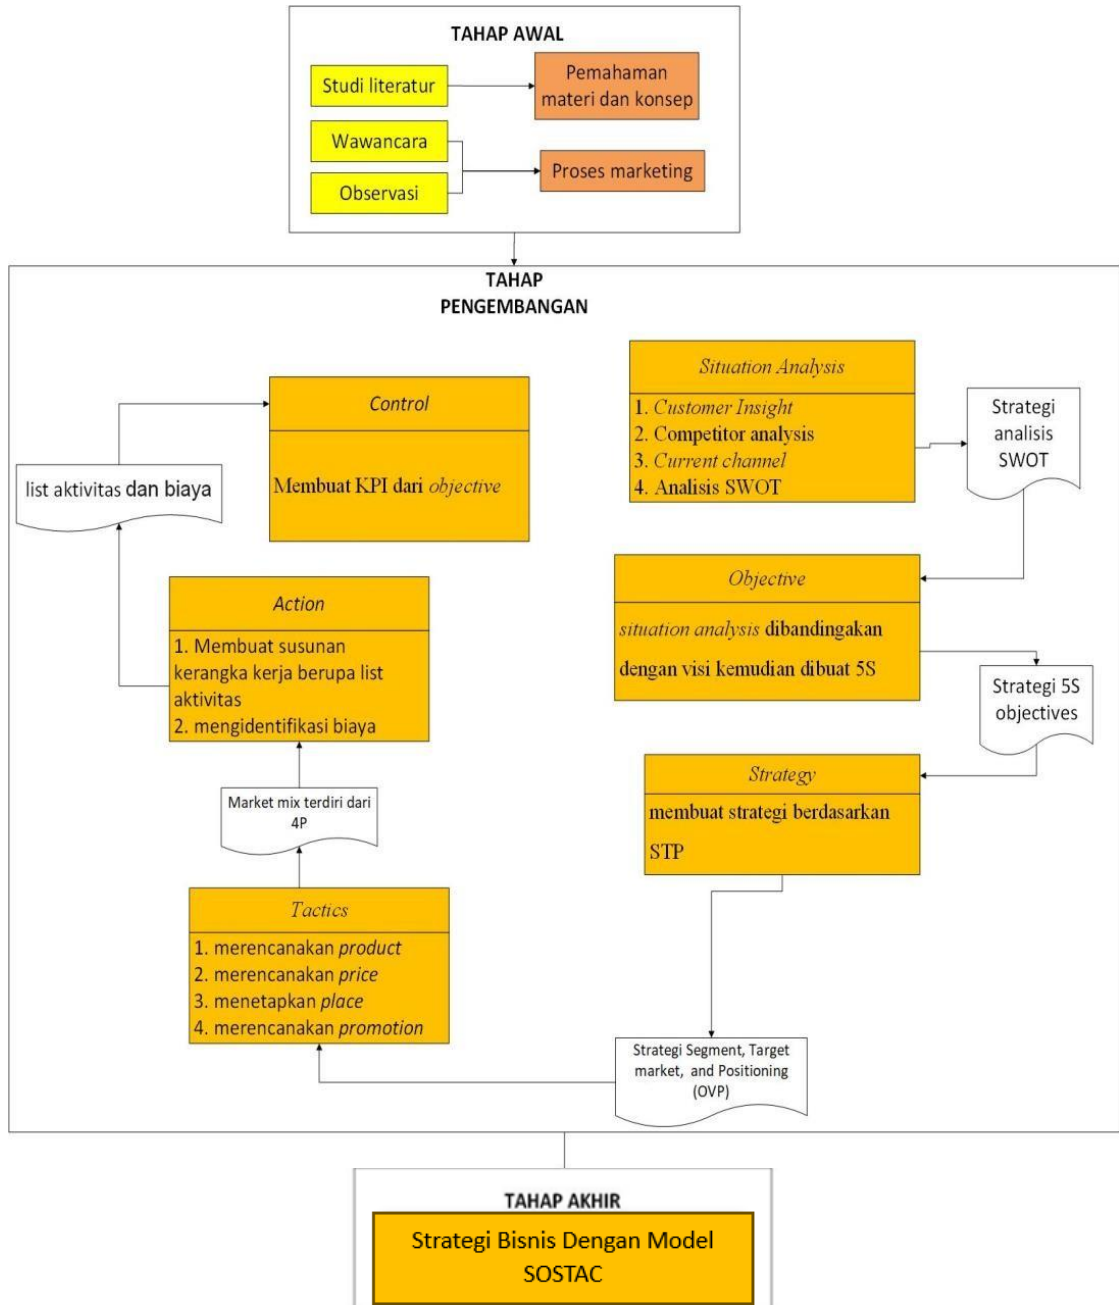 TAHAP AWAL
Studi literatur
Pemahaman
materi dan konsep
Wawancara
Observasi
Proses marketing
TAHAP
PENGEMBANGAN
Situation Analysis
1. Customer Insight
2. Competitor analysis
3. Current channel
4. Analisis SWOT
Strategi
analisis
SWOT
Objective
situation analysis dibandingakan
dengan visi kemudian dibuat 5S
Strategi 5S
objectives
Strategy
membuat strategi berdasarkan
STP
Strategi Segment, Target
market, and Positioning
(OVP)
Tactics
1. merencanakan product
2. merencanakan price
3. menetapkan place
4. merencanakan promotion
Market mix terdiri dari
4P
Action
1. Membuat susunan
kerangka kerja berupa list
aktivitas
2. mengidentifikasi biaya
list aktivitas dan biaya
Control
Membuat KPI dari objective
TAHAP AKHIR
Strategi Bisnis Dengan Model
SOSTAC